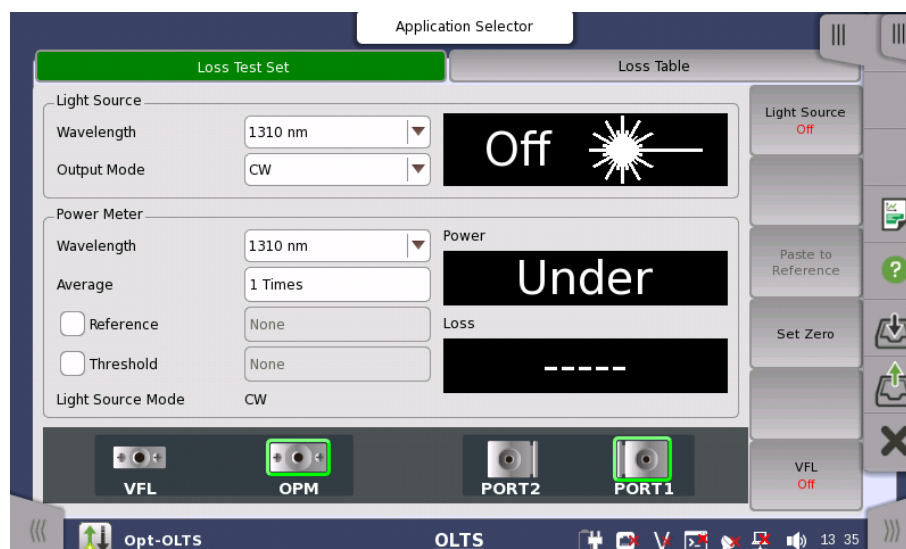 Application Selector
Loss Test Set
Loss Table
Light Source
Wavelength
1310 nm
Output Mode
CW
Off
Power Meter
Wavelength
1310 nm
Average
1 Times
Reference
None
Threshold
None
Light Source Mode
CW
Power
Under
Loss
-----
Light Source
Off
Paste to
Reference
Set Zero
VFL
Off
?
VFL
OPM
PORT2
PORT1
Opt-OLTS
OLTS
13 35